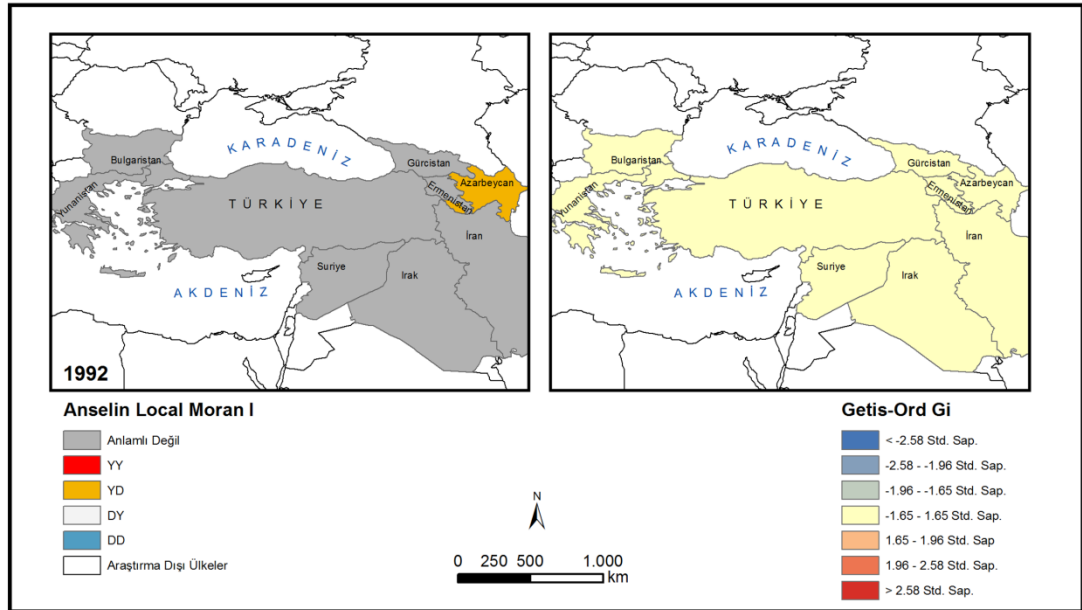 Bulgaristan
Yunanistan
KARADENİZ
Gürcistan
Azarbeycan
Ermenistan
TÜRKİYE
İran
Suriye
Irak
AKDENİZ
1992
Bulgaristan
Yunanistan
KARADENİZ
Gürcistan
Azarbeycan
Ermenistan
TÜRKİYE
İran
Suriye
Irak
AKDENİZ
Anselin Local Moran I
Anlamlı Değil
YY
YD
DY
DD
Araştırma Dışı Ülkeler
N
0 250 500 1.000
km
Getis-Ord Gi
< -2.58 Std. Sap.
-2.58 - -1.96 Std. Sap.
-1.96 - -1.65 Std. Sap.
-1.65 - 1.65 Std. Sap.
1.65 - 1.96 Std. Sap
1.96 - 2.58 Std. Sap.
> 2.58 Std. Sap.